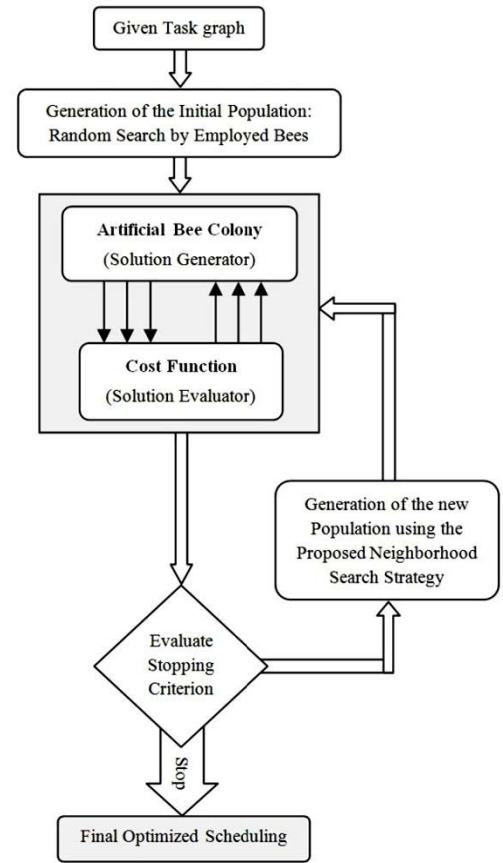 Given Task graph
Generation of the Initial Population:
Random Search by Employed Bees
Artificial Bee Colony
(Solution Generator)
Cost Function
(Solution Evaluator)
Generation of the new
Population using the
Proposed Neighborhood
Search Strategy
Evaluate
Stopping
Criterion
Stop
Final Optimized Scheduling